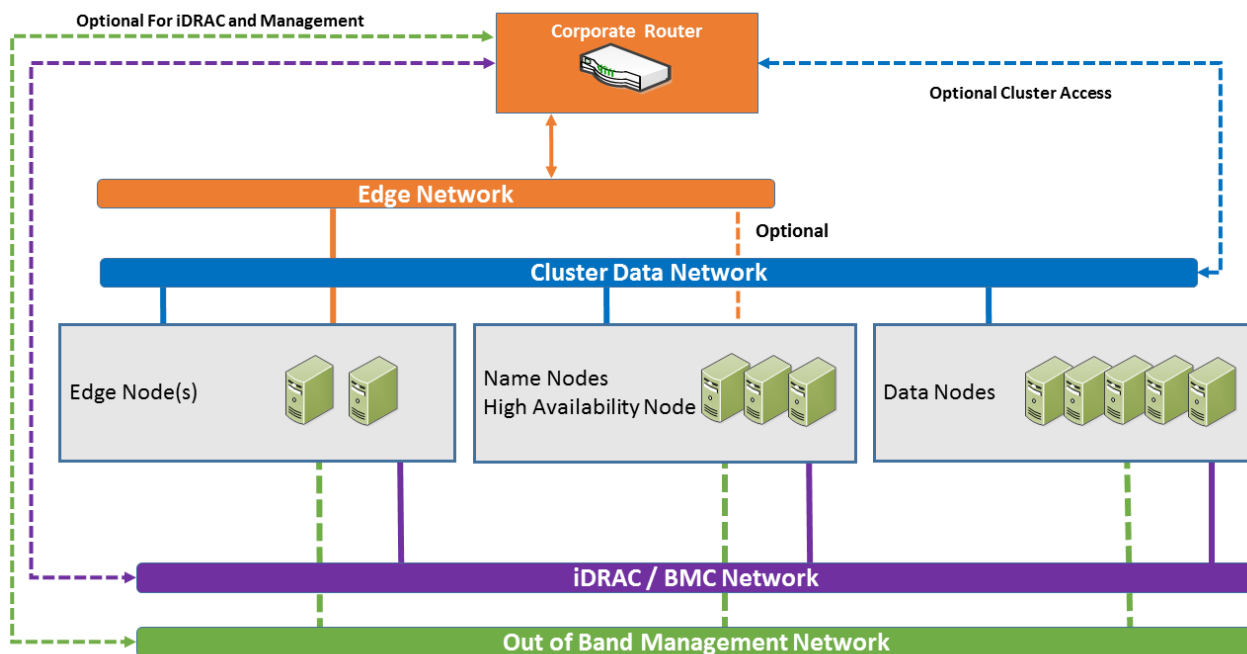 Optional For iDRAC and Management
Corporate Router
Optional Cluster Access
Edge Network
Optional
Cluster Data Network
Edge Node(s)
Name Nodes
High Availability Node
Data Nodes
iDRAC / BMC Network
Out of Band Management Network